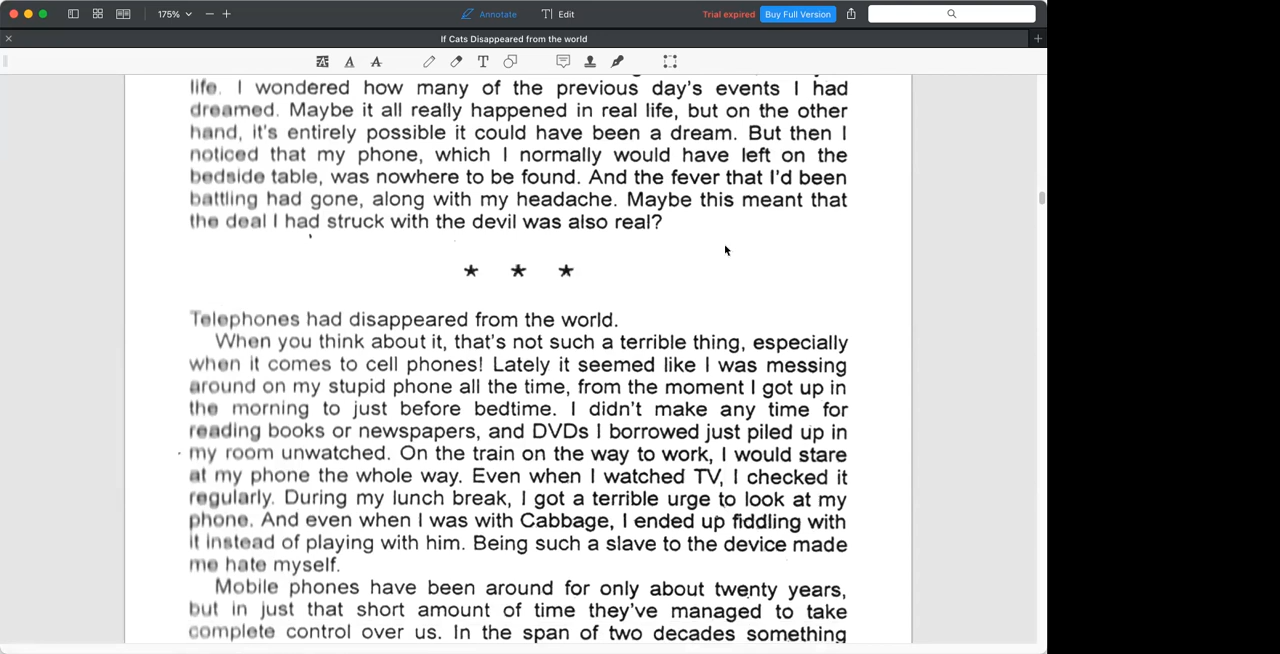 175%
Annotate
Edit
Trial expired
Buy Full Version
If Cats Disappeared from the world
life. I wondered how many of the previous day's events I had
dreamed. Maybe it all really happened in real life, but on the other
hand, it's entirely possible it could have been a dream. But then I
noticed that my phone, which I normally would have left on the
bedside table, was nowhere to be found. And the fever that I'd been
battling had gone, along with my headache. Maybe this meant that
the deal I had struck with the devil was also real?
* * *
Telephones had disappeared from the world.
When you think about it, that's not such a terrible thing, especially
when it comes to cell phones! Lately it seemed like I was messing
around on my stupid phone all the time, from the moment I got up in
the morning to just before bedtime. I didn't make any time for
reading books or newspapers, and DVDs I borrowed just piled up in
my room unwatched. On the train on the way to work, I would stare
at my phone the whole way. Even when I watched TV, I checked it
regularly. During my lunch break, I got a terrible urge to look at my
phone. And even when I was with Cabbage, I ended up fiddling with
it instead of playing with him. Being such a slave to the device made
me hate myself.
Mobile phones have been around for only about twenty years,
but in just that short amount of time they've managed to take
complete control over us. In the span of two decades something